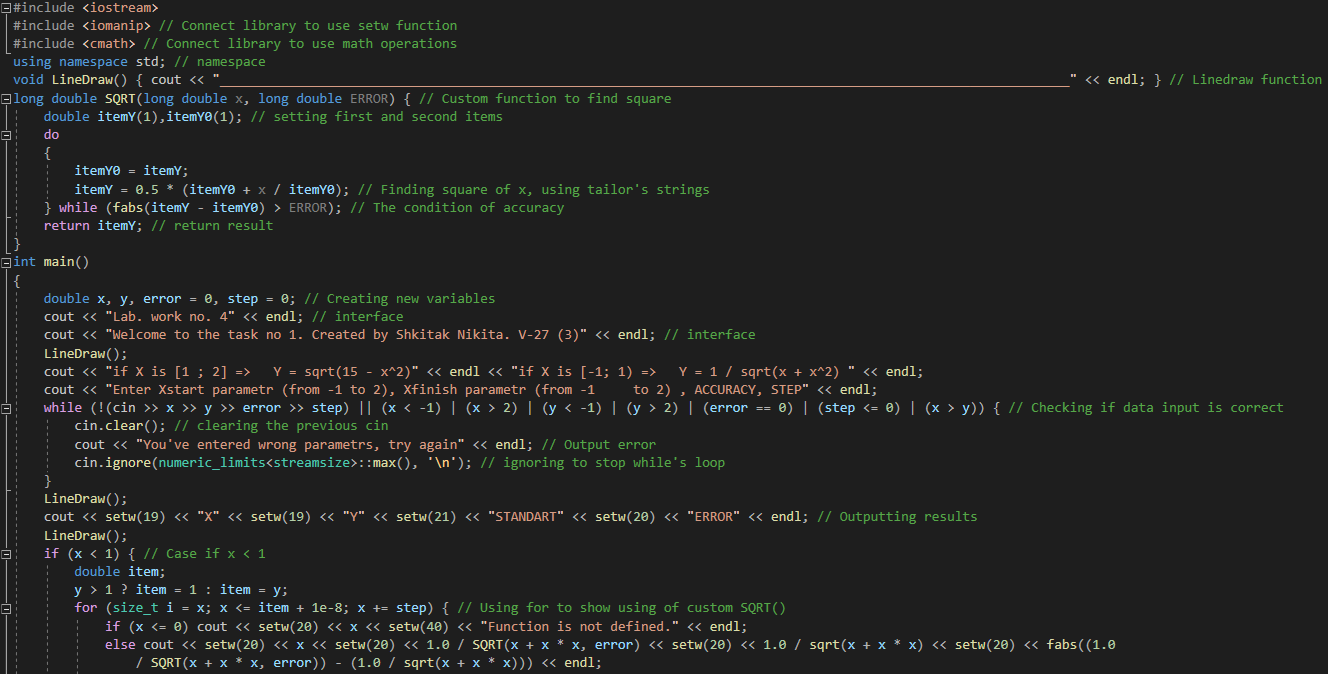 #include <iostream>
#include <iomanip> // Connect library to use setw function
#include <cmath> // Connect library to use math operations
using namespace std; // namespace
void LineDraw() { cout << "_____________________________________________________________________________________" << endl; } // Linedraw function
long double SQRT(long double x, long double ERROR) { // Custom function to find square
    double itemY(1),itemY0(1); // setting first and second items
    do
    {
        itemY0 = itemY;
        itemY = 0.5 * (itemY0 + x / itemY0); // Finding square of x, using tailor's strings
    } while (fabs(itemY - itemY0) > ERROR); // The condition of accuracy
    return itemY; // return result
}
int main()
{
    double x, y, error = 0, step = 0; // Creating new variables
    cout << "Lab. work no. 4" << endl; // interface
    cout << "Welcome to the task no 1. Created by Shkitak Nikita. V-27 (3)" << endl; // interface
    LineDraw();
    cout << "if X is [1 ; 2] =>   Y = sqrt(15 - x^2)" << endl << "if X is [-1; 1) =>   Y = 1 / sqrt(x + x^2) " << endl;
    cout << "Enter Xstart parametr (from -1 to 2), Xfinish parametr (from -1     to 2) , ACCURACY, STEP" << endl;
    while (!(cin >> x >> y >> error >> step) || (x < -1) | (x > 2) | (y < -1) | (y > 2) | (error == 0) | (step <= 0) | (x > y)) { // Checking if data input is correct
        cin.clear(); // clearing the previous cin
        cout << "You've entered wrong parametrs, try again" << endl; // Output error
        cin.ignore(numeric_limits<streamsize>::max(), '\n'); // ignoring to stop while's loop
    }
    LineDraw();
    cout << setw(19) << "X" << setw(19) << "Y" << setw(21) << "STANDART" << setw(20) << "ERROR" << endl; // Outputting results
    LineDraw();
    if (x < 1) { // Case if x < 1
        double item;
        y > 1 ? item = 1 : item = y;
        for (size_t i = x; x <= item + 1e-8; x += step) { // Using for to show using of custom SQRT()
            if (x <= 0) cout << setw(20) << x << setw(40) << "Function is not defined." << endl;
            else cout << setw(20) << x << setw(20) << 1.0 / SQRT(x + x * x, error) << setw(20) << 1.0 / sqrt(x + x * x) << setw(20) << fabs((1.0
                / SQRT(x + x * x, error)) - (1.0 / sqrt(x + x * x))) << endl;